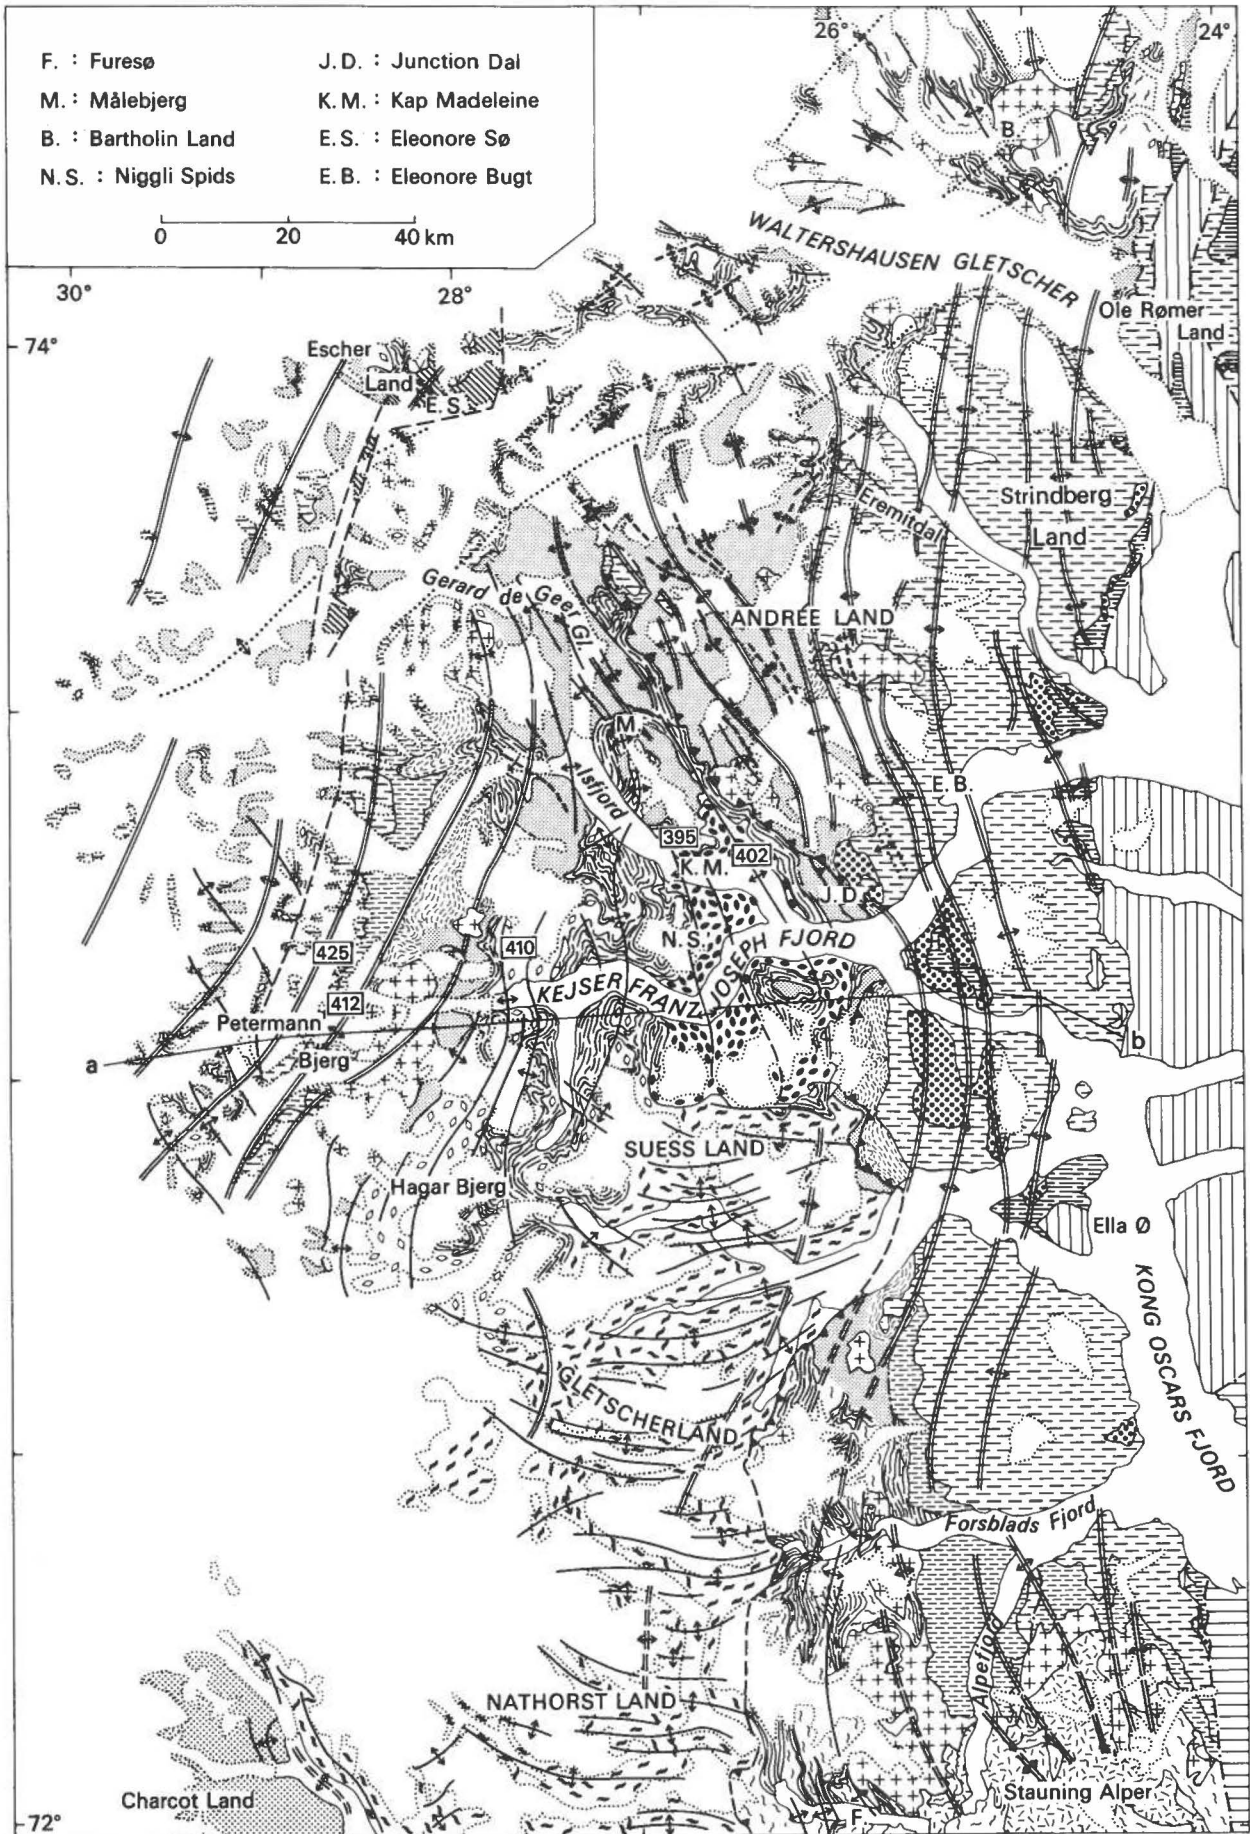 F. : Furesø
M. : Målebjerg
B. : Bartholin Land
N.S. : Niggli Spids
J.D. : Junction Dal
K.M. : Kap Madeleine
E.S. : Eleonore Sø
E.B. : Eleonore Bugt
0 20 40 km
26°
24°
B.
WALTERSHAUSEN GLETSCHER
30°
28°
Ole Rømer
Land
74°
Escher
Land
E.S.
Strindberg
Land
Eremitdal
Gerard de Geer Gl.
ANDREE LAND
M
E.B.
Isfjord
395
402
K.M.
J.D.
N.S.
425
410
412
KEJSER FRANZ JOSEPH FJORD
Petermann
Bjerg
a
b
SUESS LAND
Hagar Bjerg
Ella Ø
KONG OSCARS FJORD
GLETSCHERLAND
Forsblads Fjord
Alpefjord
NATHORST LAND
Charcot Land
Stauning Alper
F
72°